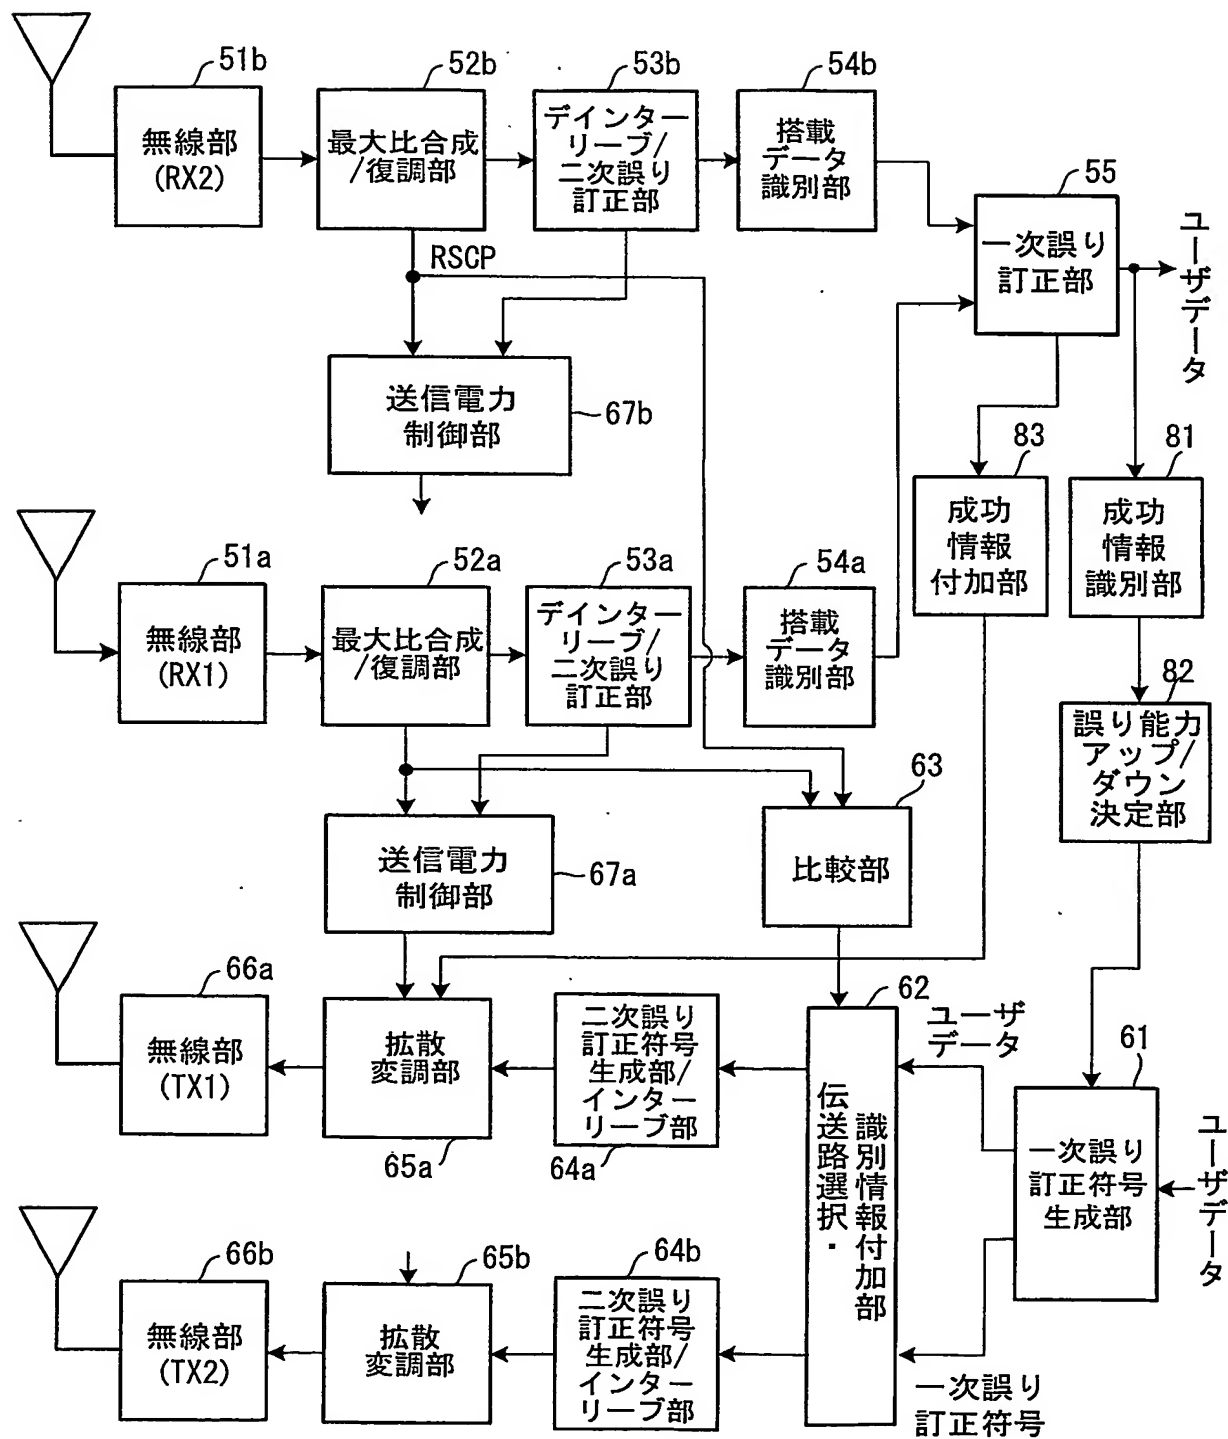 51b
無線部
(RX2)
52b
最大比合成
/復調部
53b
デインター
リーブ/
二次誤り
訂正部
54b
搭載
データ
識別部
55
一次誤り
訂正部
ユーザデータ
RSCP
送信電力
制御部
67b
83
成功
情報
付加部
81
成功
情報
識別部
51a
無線部
(RX1)
52a
最大比合成
/復調部
53a
デインター
リーブ/
二次誤り
訂正部
54a
搭載
データ
識別部
82
誤り能力
アップ/
ダウン
決定部
送信電力
制御部
67a
63
比較部
66a
無線部
(TX1)
拡散
変調部
65a
二次誤り
訂正符号
生成部/
インター
リーブ部
64a
62
伝送路選択・
識別情報付加部
ユーザ
データ
61
一次誤り
訂正符号
生成部
ユーザデータ
66b
無線部
(TX2)
65b
拡散
変調部
64b
二次誤り
訂正符号
生成部/
インター
リーブ部
一次誤り
訂正符号